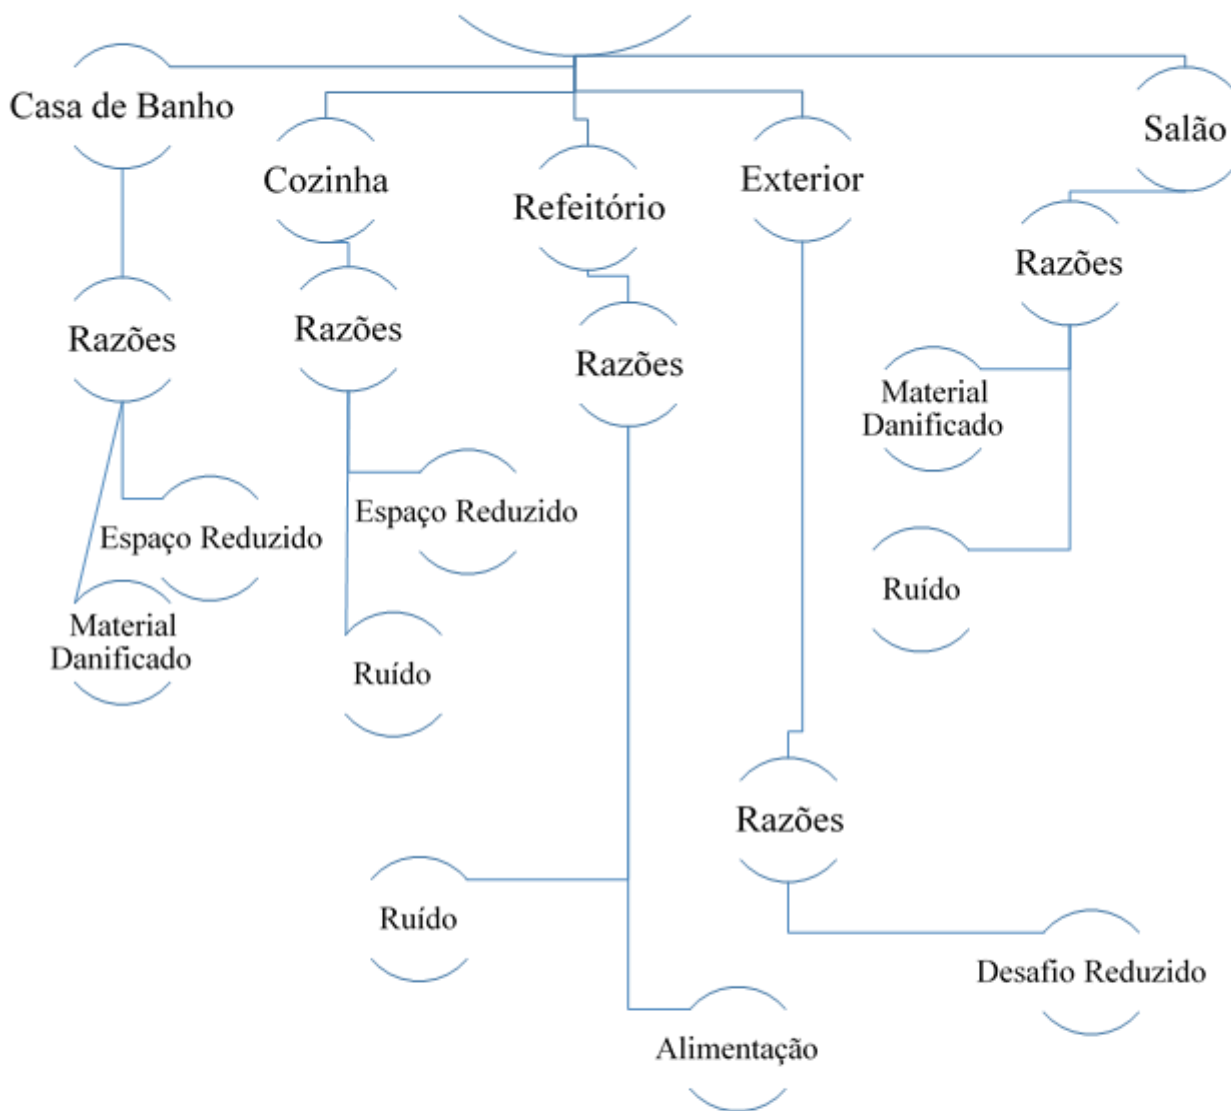 Casa de Banho
Cozinha
Refeitório
Exterior
Salão
Razões
Razões
Razões
Razões
Material
Danificado
Espaço Reduzido
Espaço Reduzido
Ruído
Material
Danificado
Ruído
Razões
Ruído
Desafio Reduzido
Alimentação